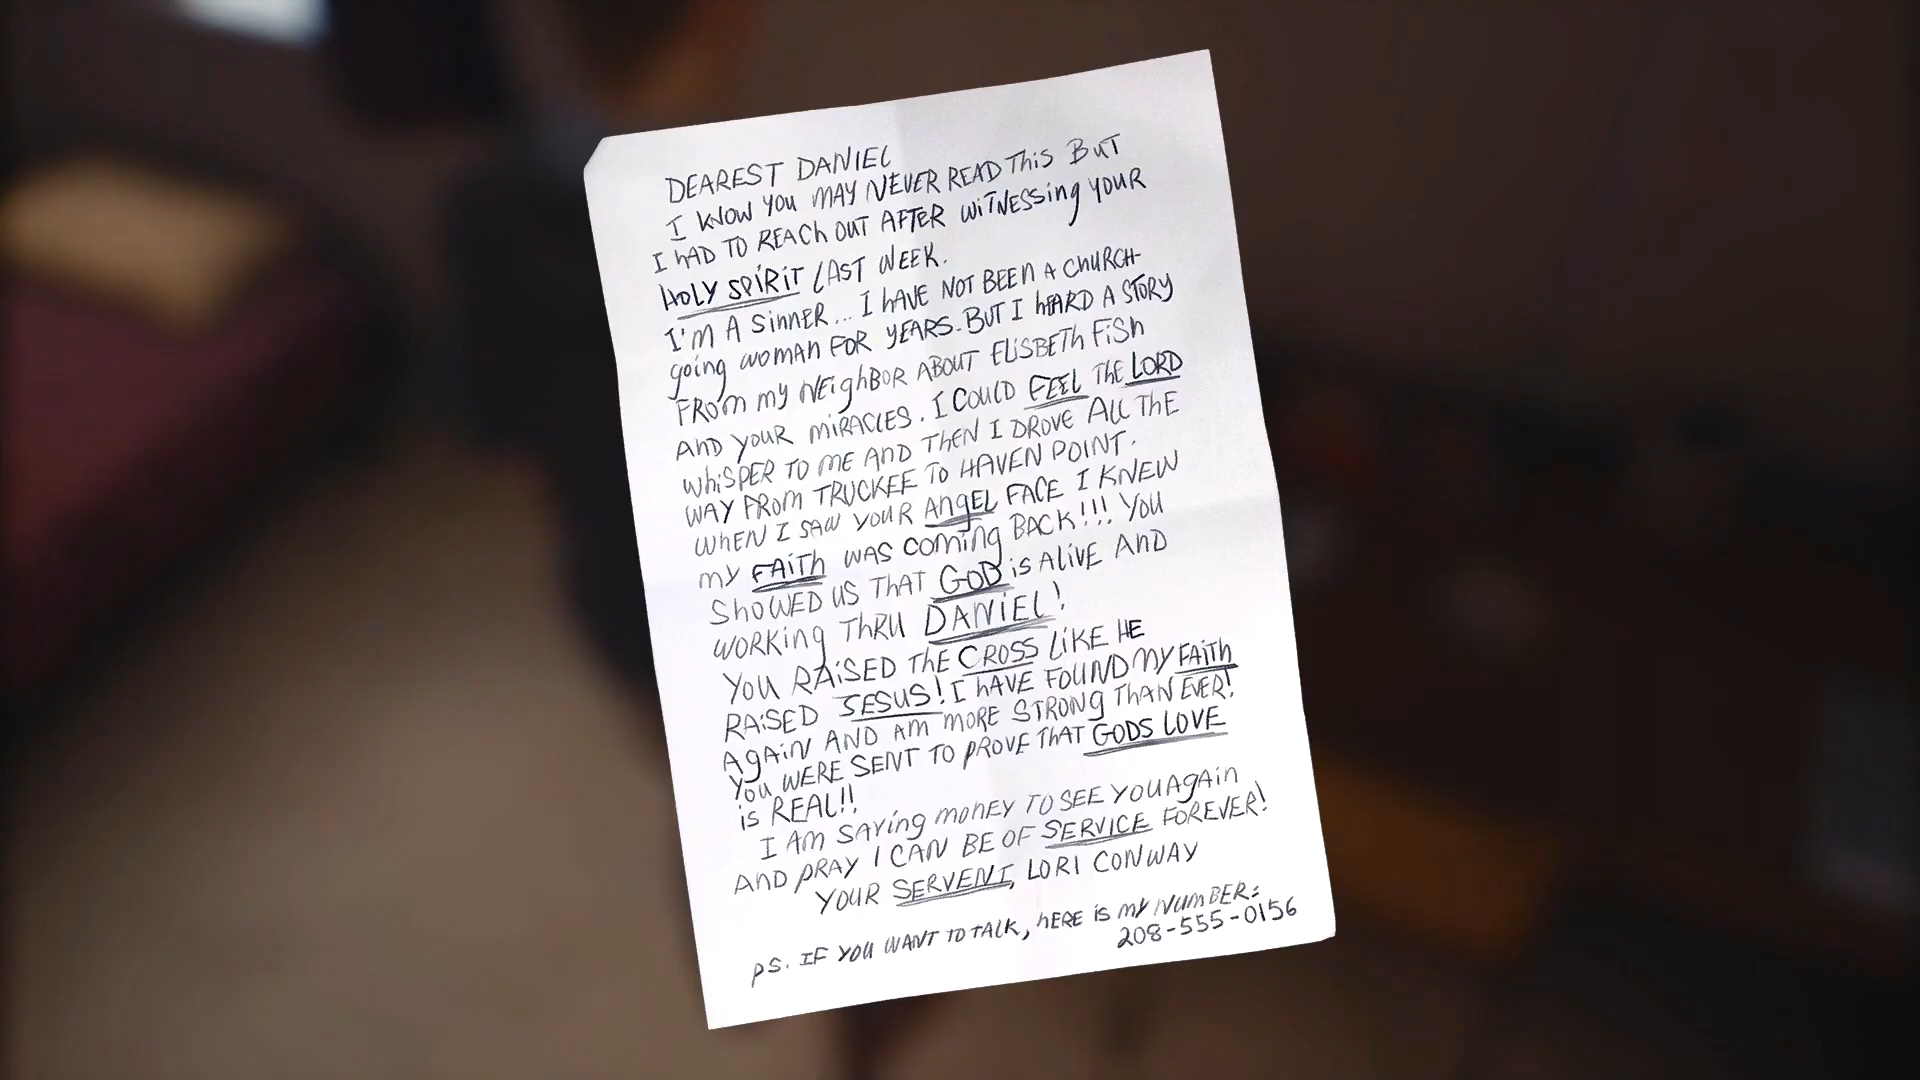 DEAREST DANIEL
I KNOW YOU MAY NEVER READ THIS BUT
I HAD TO REACH OUT AFTER WITNESSING YOUR
HOLY SPIRIT LAST WEEK.
I'M A SINNER... I HAVE NOT BEEN A CHURCH-
GOING WOMAN FOR YEARS. BUT I HEARD A STORY
FROM MY NEIGHBOR ABOUT ELISBETH FISH
AND YOUR MIRACLES. I COULD FEEL THE LORD
WHISPER TO ME AND THEN I DROVE ALL THE
WAY FROM TRUCKEE TO HAVEN POINT.
WHEN I SAW YOUR ANGEL FACE I KNEW
MY FAITH WAS COMING BACK!!! YOU
SHOWED US THAT GOD IS ALIVE AND
WORKING THRU DANIEL!
YOU RAISED THE CROSS LIKE HE
RAISED JESUS! I HAVE FOUND MY FAITH
AGAIN AND AM MORE STRONG THAN EVER!
YOU WERE SENT TO PROVE THAT GODS LOVE
IS REAL!!
I AM SAVING MONEY TO SEE YOU AGAIN
AND PRAY I CAN BE OF SERVICE FOREVER!
YOUR SERVENT, LORI CONWAY
PS. IF YOU WANT TO TALK, HERE IS MY NUMBER:
208-555-0156